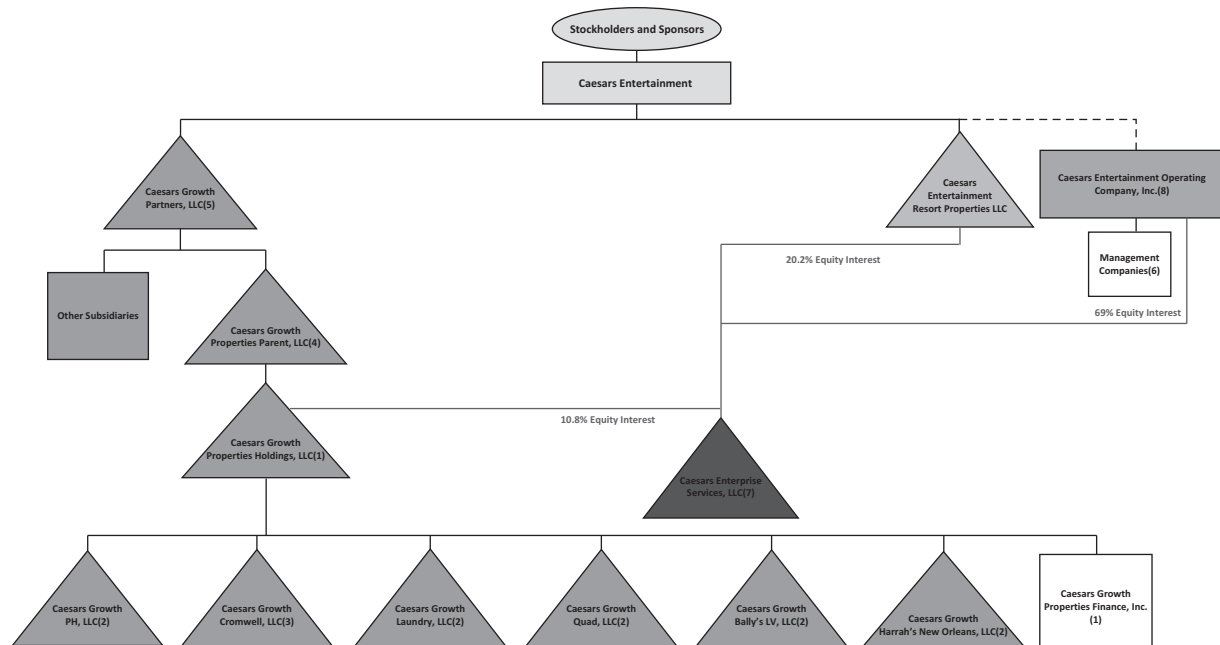 Stockholders and Sponsors
Caesars Entertainment
Caesars Growth
Partners, LLC(5)
Caesars
Entertainment
Resort Properties LLC
Caesars Entertainment Operating
Company, Inc.(8)
20.2% Equity Interest
Management
Companies(6)
Other Subsidiaries
69% Equity Interest
Caesars Growth
Properties Parent, LLC(4)
10.8% Equity Interest
Caesars Growth
Properties Holdings, LLC(1)
Caesars Enterprise
Services, LLC(7)
Caesars Growth
PH, LLC(2)
Caesars Growth
Cromwell, LLC(3)
Caesars Growth
Laundry, LLC(2)
Caesars Growth
Quad, LLC(2)
Caesars Growth
Bally's LV, LLC(2)
Caesars Growth
Harrah's New Orleans, LLC(2)
Caesars Growth
Properties Finance, Inc.
(1)